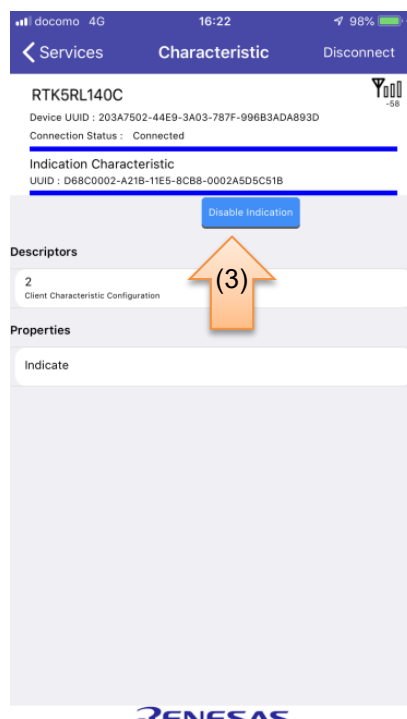 docomo 4G 16:22 98%
Services Characteristic Disconnect
RTK5RL140C
-58
Device UUID : 203A7502-44E9-3A03-787F-996B3ADA893D
Connection Status : Connected
Indication Characteristic
UUID : D68C0002-A21B-11E5-8CB8-0002A5D5C51B
Disable Indication
(3)
Descriptors
2
Client Characteristic Configuration
Properties
Indicate
RENESAS